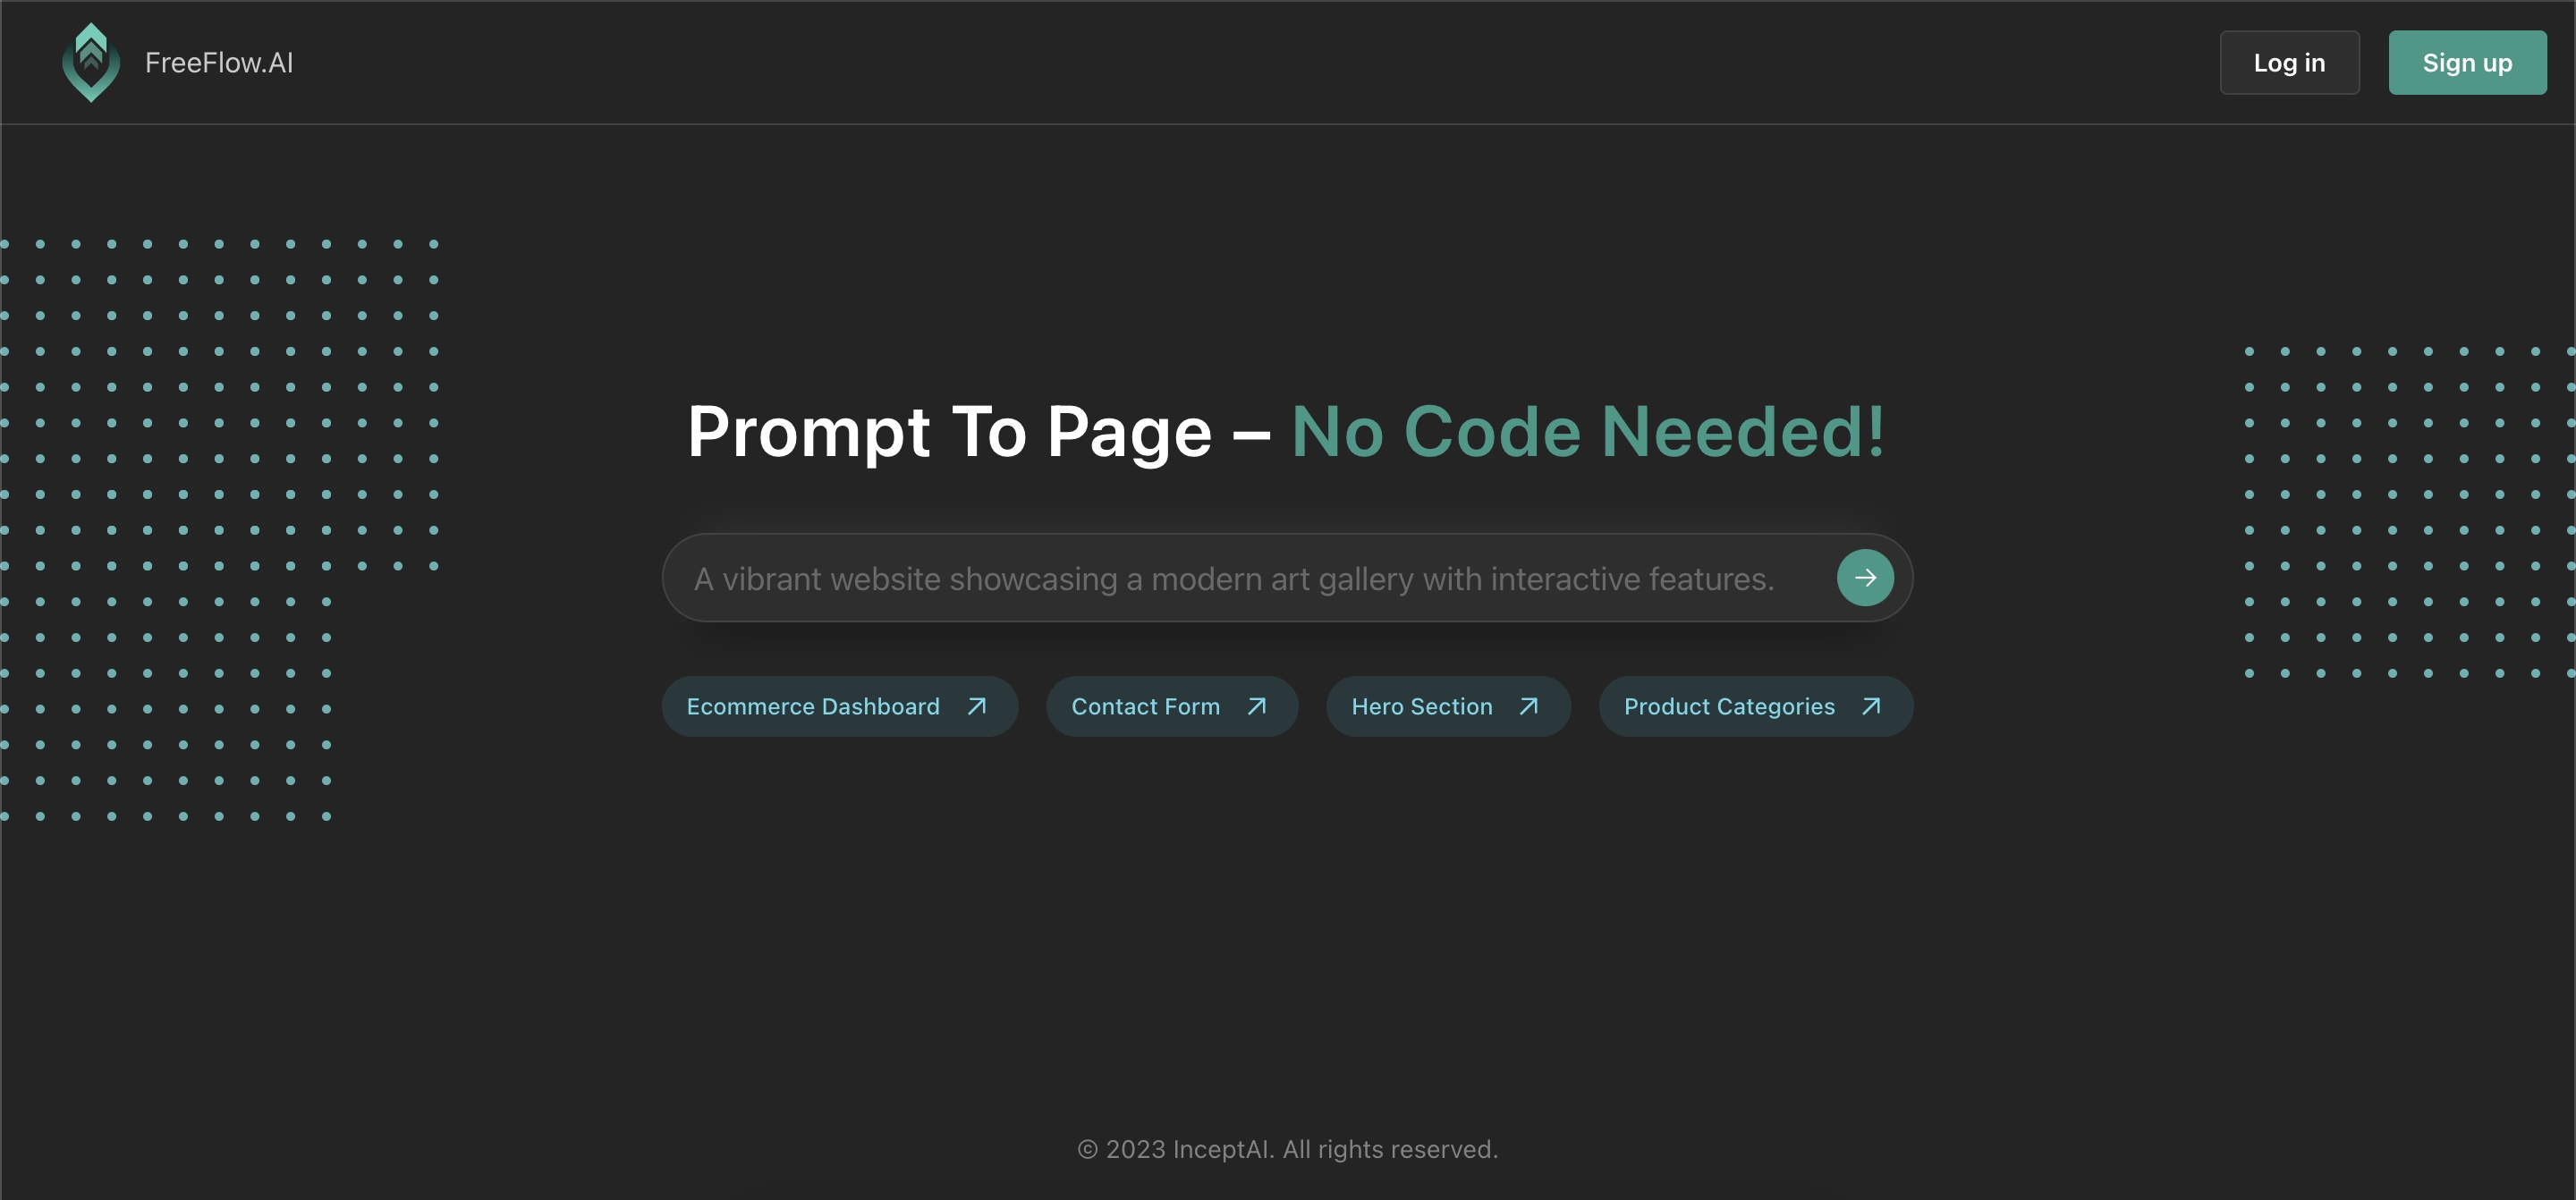 FreeFlow.AI
Log in
Sign up
Prompt To Page – No Code Needed!
A vibrant website showcasing a modern art gallery with interactive features.
Ecommerce Dashboard
Contact Form
Hero Section
Product Categories
© 2023 InceptAI. All rights reserved.